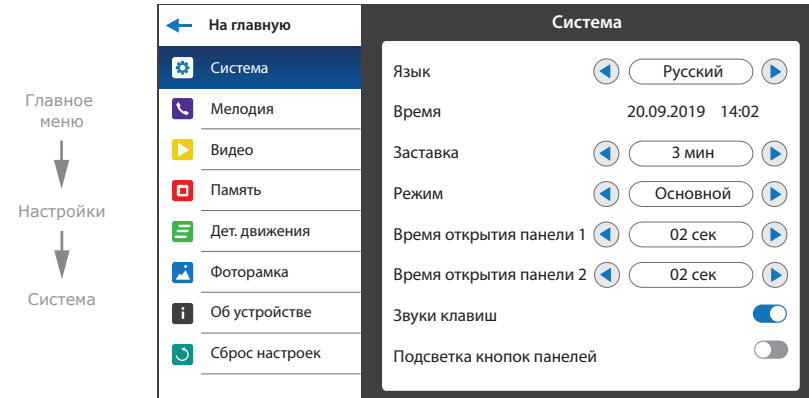 Главное
меню
Настройки
Система
На главную
Система
Мелодия
Видео
Память
Дет. движения
Фоторамка
Об устройстве
Сброс настроек
Система
Язык Русский
Время 20.09.2019 14:02
Заставка 3 мин
Режим Основной
Время открытия панели 1 02 сек
Время открытия панели 2 02 сек
Звуки клавиш
Подсветка кнопок панелей